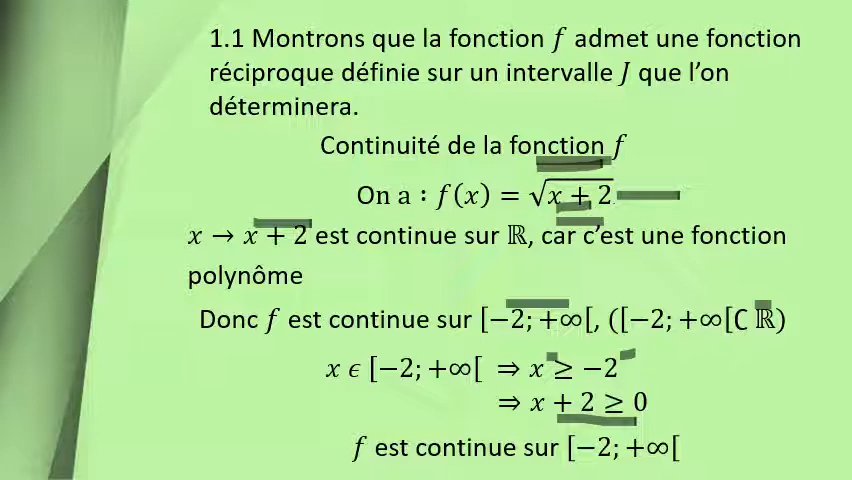 1.1 Montrons que la fonction 𝑓 admet une fonction
réciproque définie sur un intervalle 𝐽 que l’on
déterminera.
Continuité de la fonction 𝑓
On a : 𝑓(𝑥) = √(𝑥 + 2)
𝑥 → 𝑥 + 2 est continue sur ℝ, car c’est une fonction
polynôme
Donc 𝑓 est continue sur [−2; +∞[, ([−2; +∞[⊂ ℝ)
𝑥 𝜖 [−2; +∞[ ⇒ 𝑥 ≥ −2
⇒ 𝑥 + 2 ≥ 0
𝑓 est continue sur [−2; +∞[